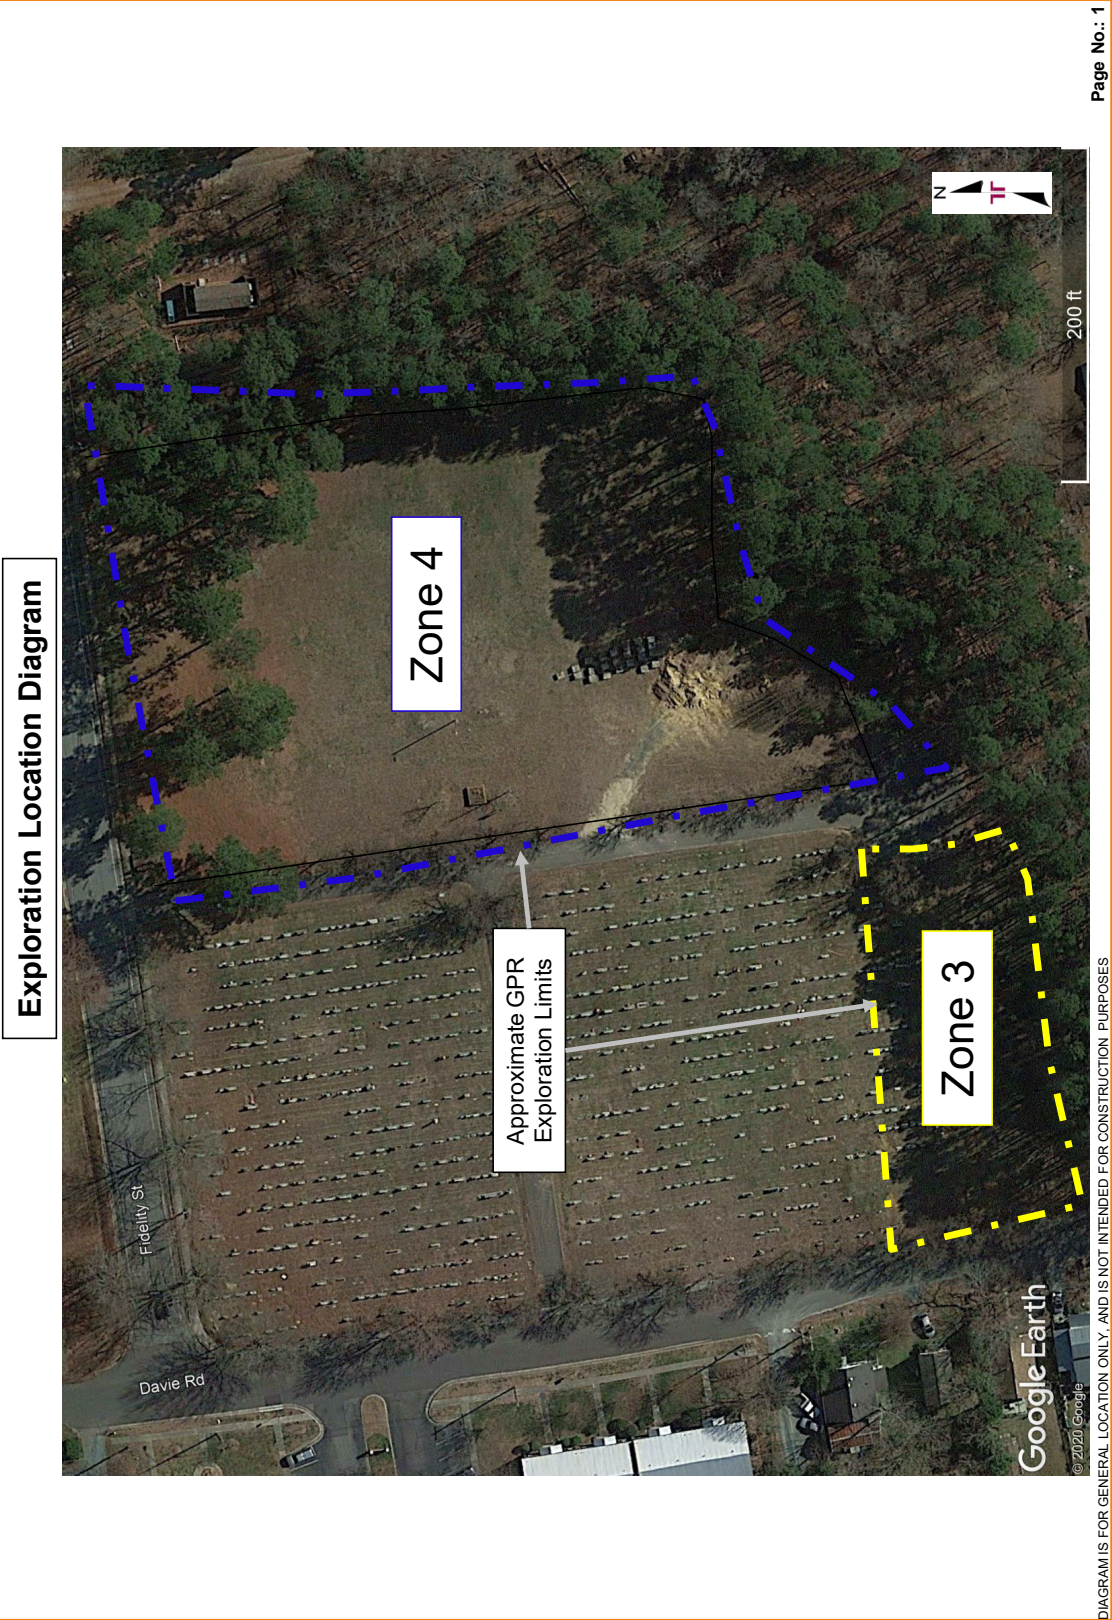 Exploration Location Diagram
Fidelity St
Davie Rd
Zone 4
Approximate GPR
Exploration Limits
Zone 3
N
200 ft
Google Earth
© 2020 Google
DIAGRAM IS FOR GENERAL LOCATION ONLY, AND IS NOT INTENDED FOR CONSTRUCTION PURPOSES
Page No.: 1